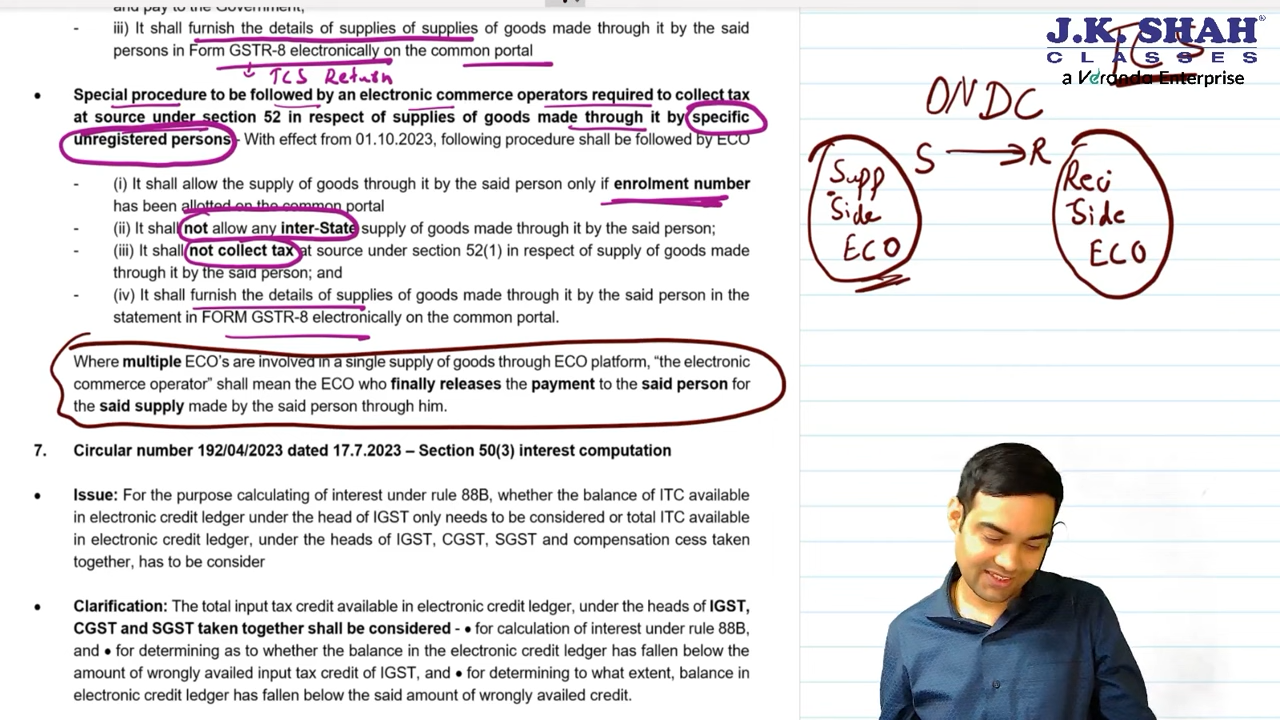 and pay to the Government;
- iii) It shall furnish the details of supplies of supplies of goods made through it by the said
persons in Form GSTR-8 electronically on the common portal
TCS Return
• Special procedure to be followed by an electronic commerce operators required to collect tax
at source under section 52 in respect of supplies of goods made through it by specific
unregistered persons - With effect from 01.10.2023, following procedure shall be followed by ECO
- (i) It shall allow the supply of goods through it by the said person only if enrolment number
has been allotted on the common portal
- (ii) It shall not allow any inter-State supply of goods made through it by the said person;
- (iii) It shall not collect tax at source under section 52(1) in respect of supply of goods made
through it by the said person; and
- (iv) It shall furnish the details of supplies of goods made through it by the said person in the
statement in FORM GSTR-8 electronically on the common portal.
Where multiple ECO's are involved in a single supply of goods through ECO platform, “the electronic
commerce operator” shall mean the ECO who finally releases the payment to the said person for
the said supply made by the said person through him.
7. Circular number 192/04/2023 dated 17.7.2023 – Section 50(3) interest computation
• Issue: For the purpose calculating of interest under rule 88B, whether the balance of ITC available
in electronic credit ledger under the head of IGST only needs to be considered or total ITC available
in electronic credit ledger, under the heads of IGST, CGST, SGST and compensation cess taken
together, has to be consider
• Clarification: The total input tax credit available in electronic credit ledger, under the heads of IGST,
CGST and SGST taken together shall be considered - • for calculation of interest under rule 88B,
and • for determining as to whether the balance in the electronic credit ledger has fallen below the
amount of wrongly availed input tax credit of IGST, and • for determining to what extent, balance in
electronic credit ledger has fallen below the said amount of wrongly availed credit.
TCS
J.K. SHAH
CLASSES
a Veranda Enterprise
ONDC
S → R
Supp
Side
ECO
Reci
Side
ECO